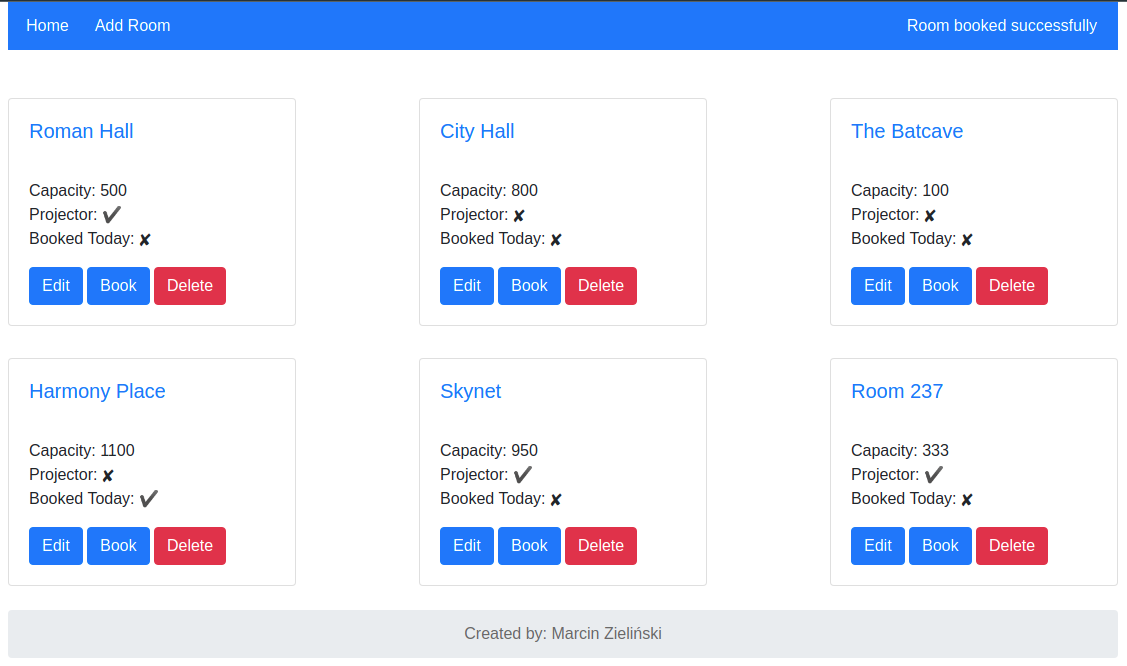 Home Add Room Room booked successfully
Roman Hall
Capacity: 500
Projector: ✔
Booked Today: ✘
Edit Book Delete
City Hall
Capacity: 800
Projector: ✘
Booked Today: ✘
Edit Book Delete
The Batcave
Capacity: 100
Projector: ✘
Booked Today: ✘
Edit Book Delete
Harmony Place
Capacity: 1100
Projector: ✘
Booked Today: ✔
Edit Book Delete
Skynet
Capacity: 950
Projector: ✔
Booked Today: ✘
Edit Book Delete
Room 237
Capacity: 333
Projector: ✔
Booked Today: ✘
Edit Book Delete
Created by: Marcin Zieliński